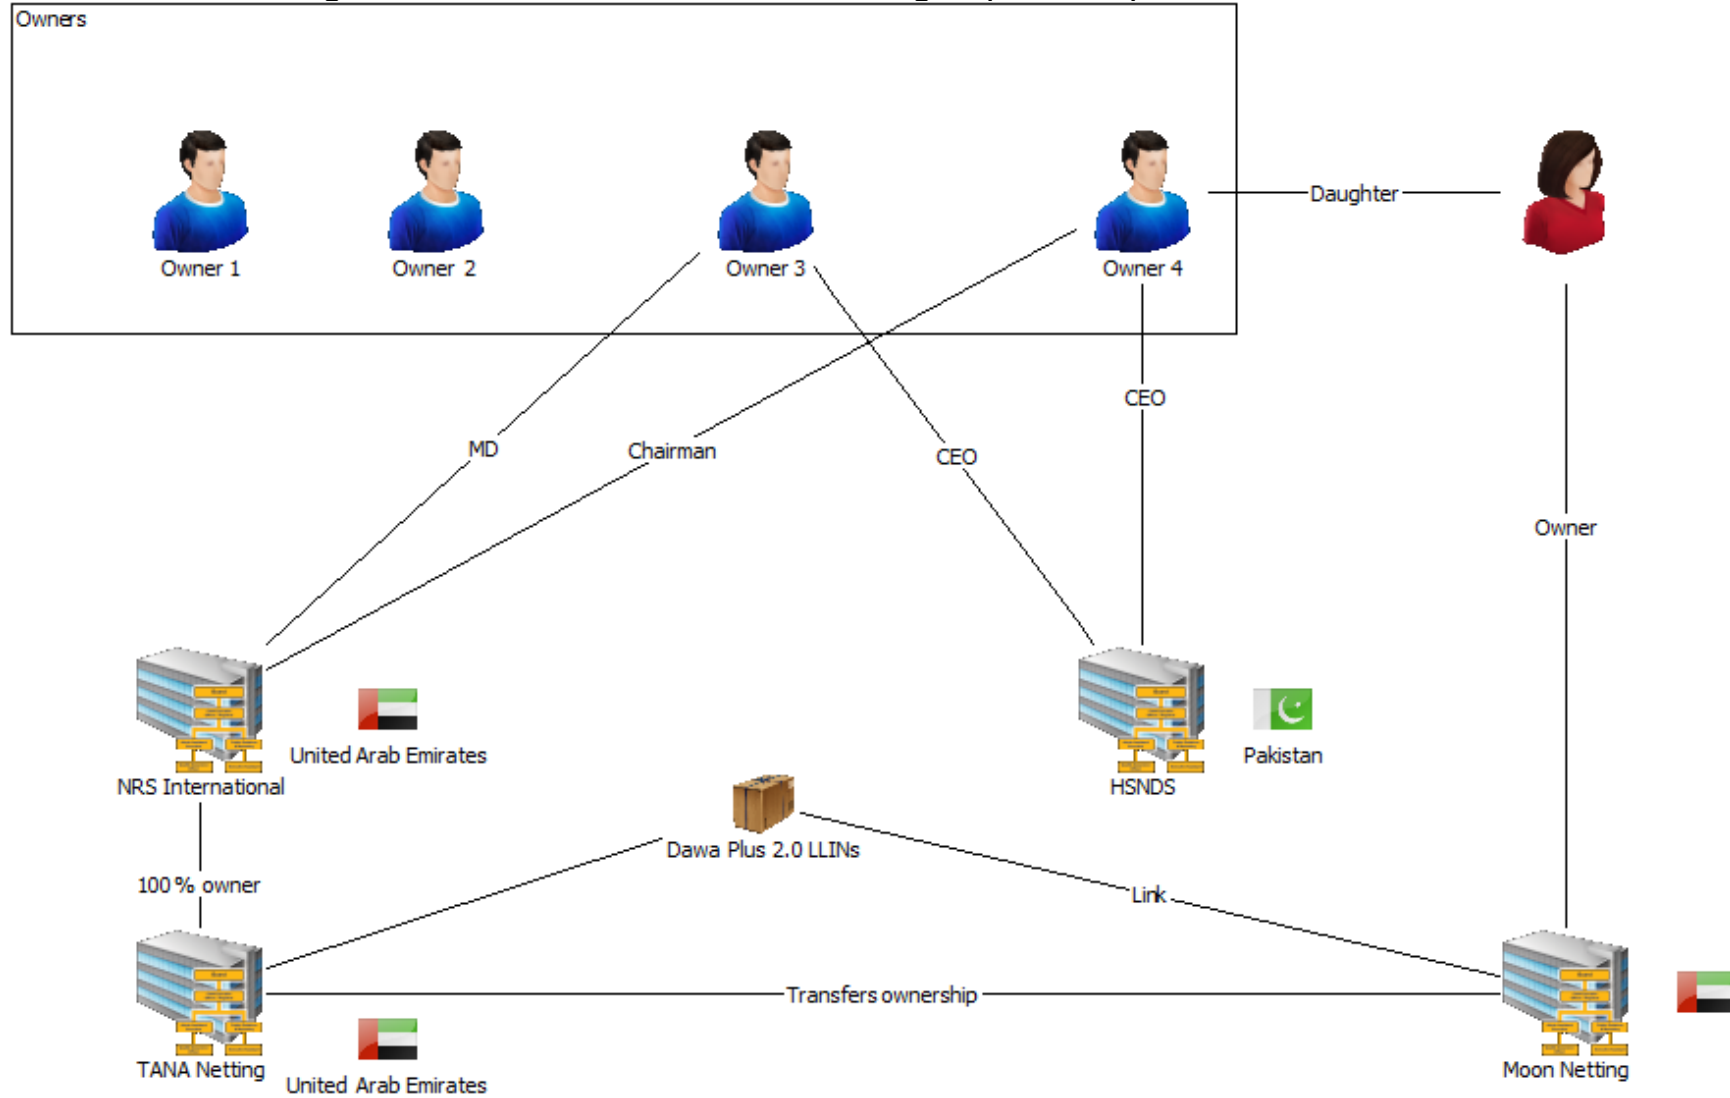 Owners
Owner 1
Owner 2
Owner 3
Owner 4
Daughter
CEO
MD
Chairman
CEO
Owner
United Arab Emirates
Pakistan
NRS International
HSNDS
Dawa Plus 2.0 LLINs
100 % owner
Link
Transfers ownership
TANA Netting
Moon Netting
United Arab Emirates